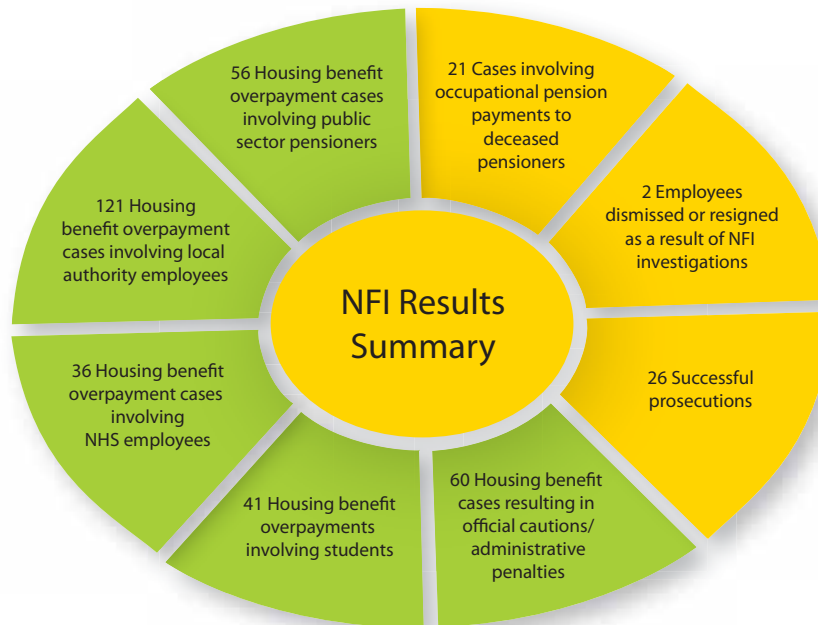 NFI Results
Summary
21 Cases involving
occupational pension
payments to
deceased
pensioners
2 Employees
dismissed or resigned
as a result of NFI
investigations
26 Successful
prosecutions
60 Housing benefit
cases resulting in
official cautions/
administrative
penalties
41 Housing benefit
overpayments
involving students
36 Housing benefit
overpayment cases
involving
NHS employees
121 Housing
benefit overpayment
cases involving local
authority employees
56 Housing benefit
overpayment cases
involving public
sector pensioners